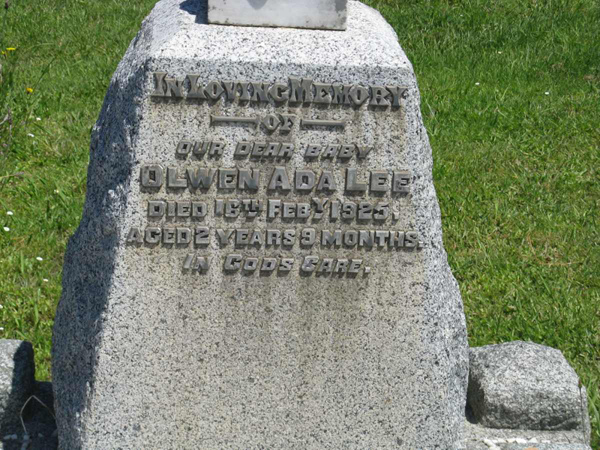 IN LOVING MEMORY
OF
OUR DEAR BABY
OLWEN ADA LEE
DIED 16TH FEBY 1925,
AGED 2 YEARS 9 MONTHS.
IN GOD'S CARE.